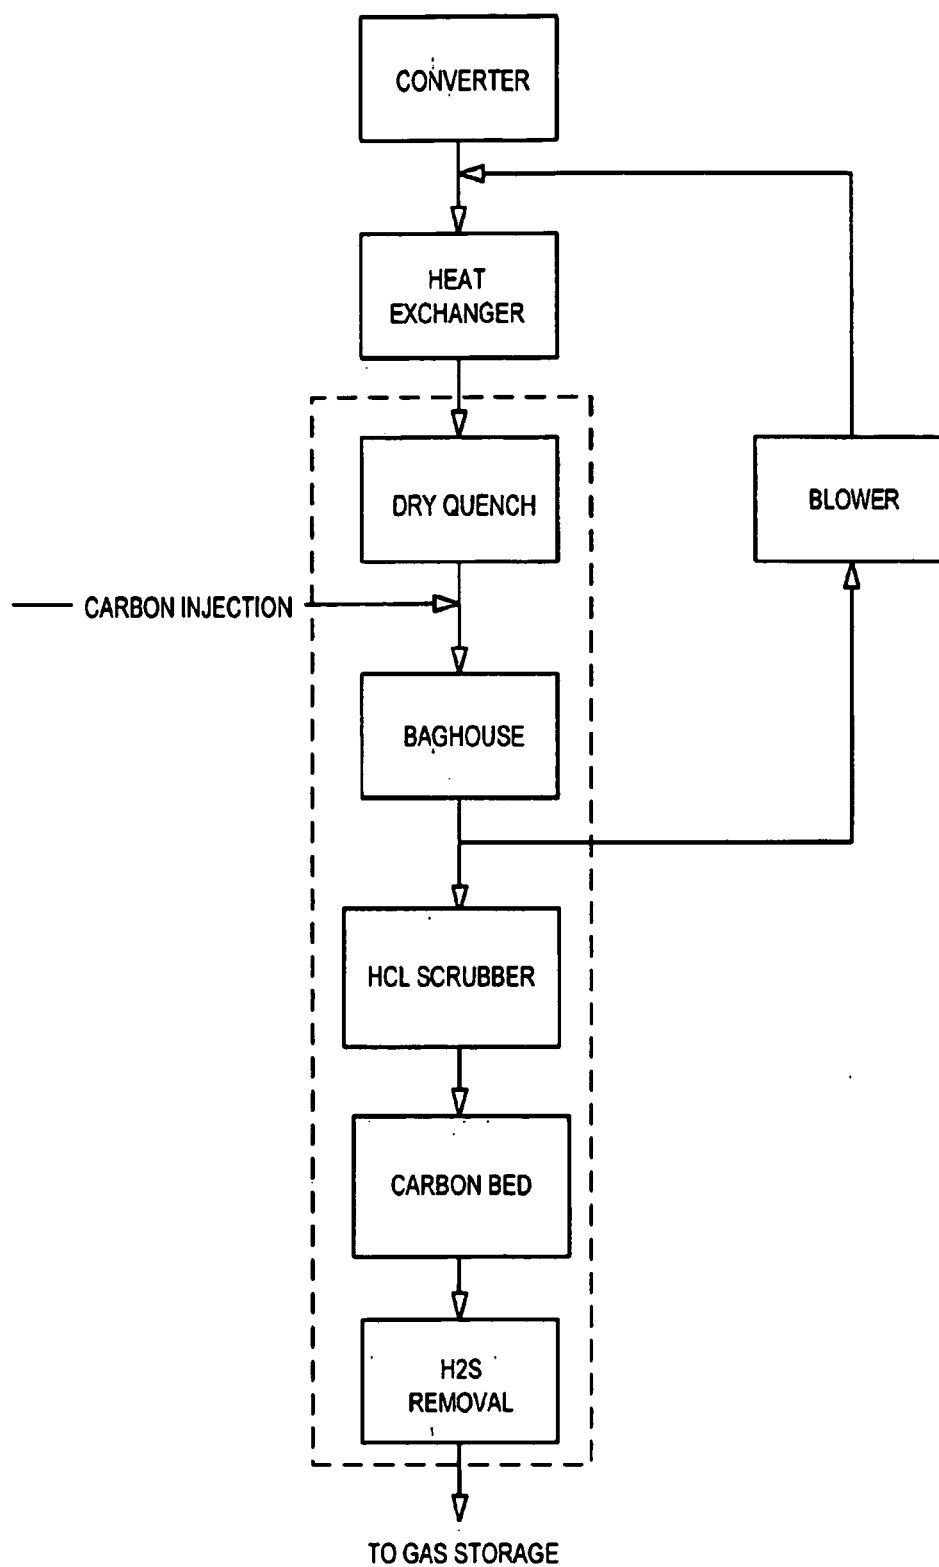 CONVERTER
HEAT
EXCHANGER
DRY QUENCH
BLOWER
CARBON INJECTION
BAGHOUSE
HCL SCRUBBER
CARBON BED
H2S
REMOVAL
TO GAS STORAGE